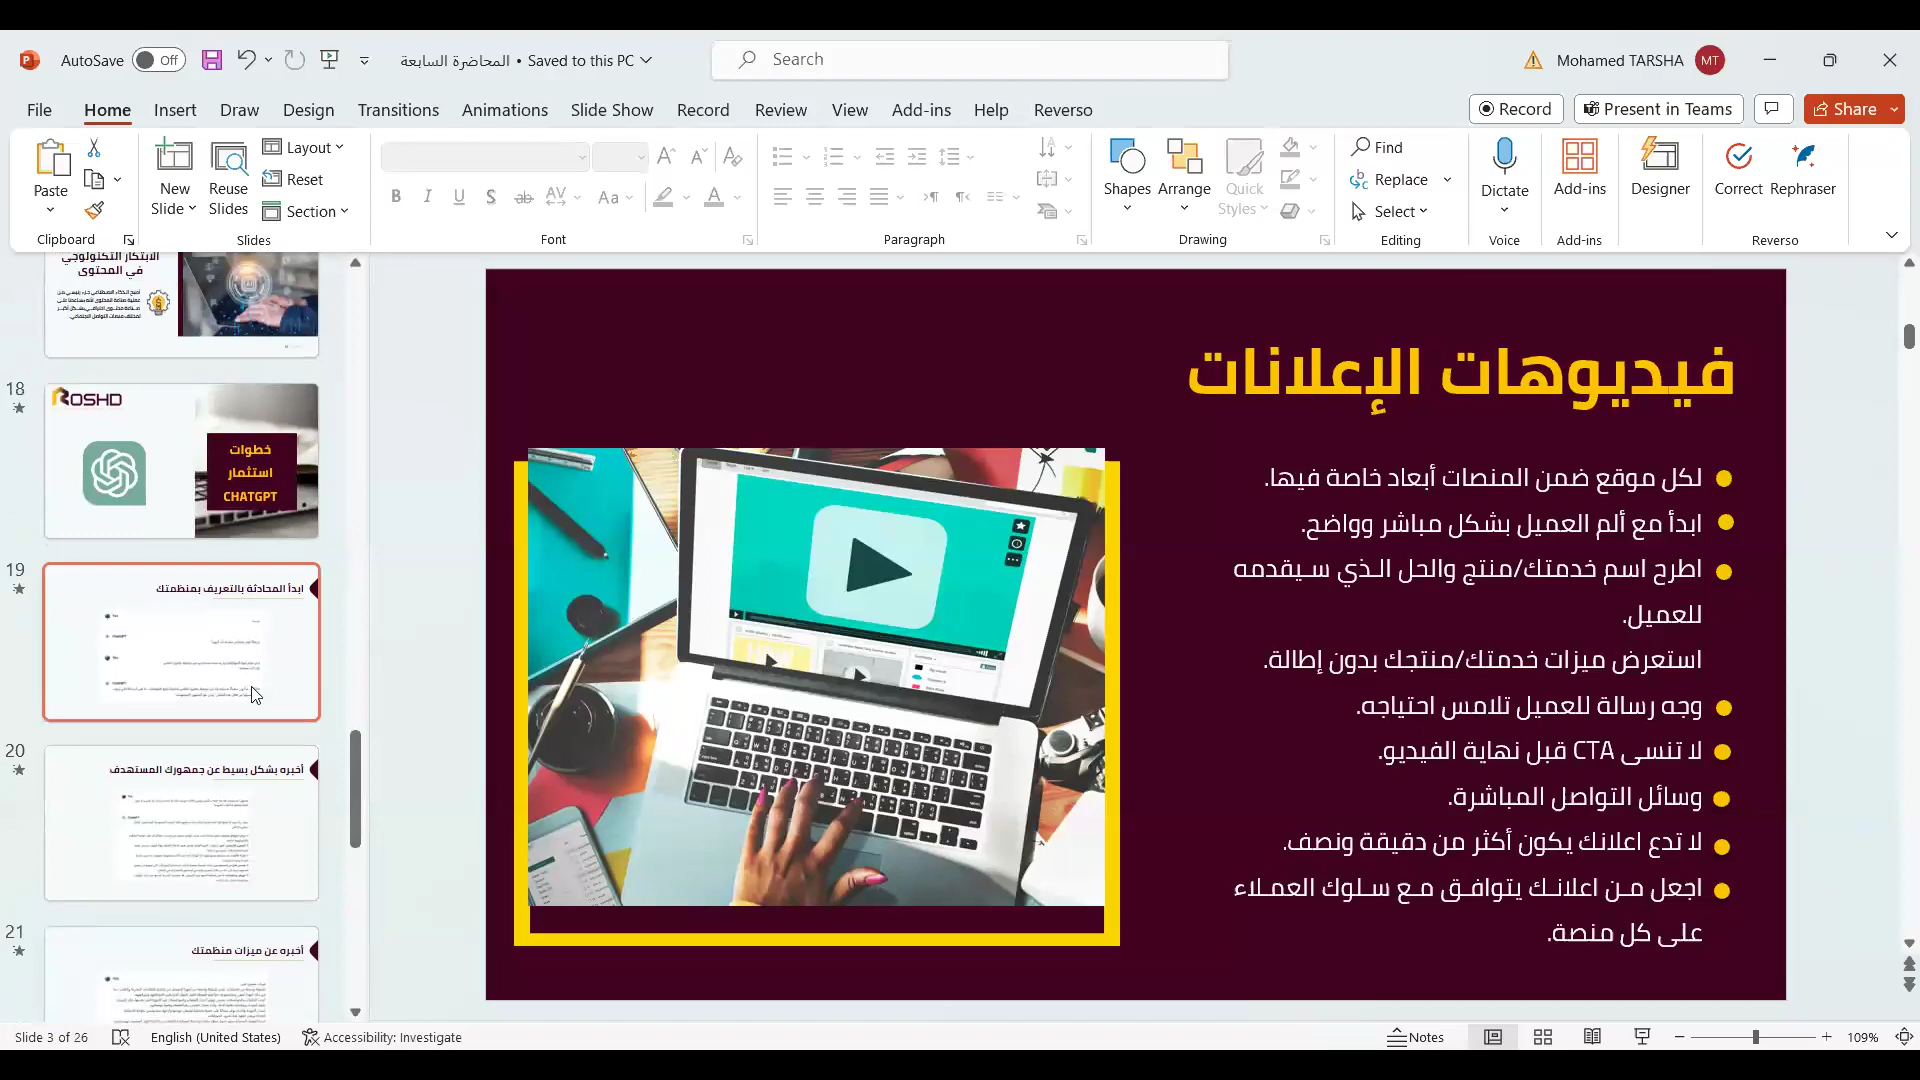 AutoSave Off
المحاضرة السابعة • Saved to this PC
Search
Mohamed TARSHA MT
File Home Insert Draw Design Transitions Animations Slide Show Record Review View Add-ins Help Reverso
Record Present in Teams Share
Paste
Clipboard
New Slide
Reuse Slides
Layout
Reset
Section
Slides
Font
Paragraph
Shapes
Arrange
Quick Styles
Drawing
Find
Replace
Select
Editing
Dictate
Voice
Add-ins
Add-ins
Designer
Correct
Rephraser
Reverso
الابتكار التكنولوجي
في المحتوى
18
ROSHD
خطوات
استثمار
CHATGPT
19
ابدأ المحادثة بالتعريف بمنظمتك
20
أخبره بشكل بسيط عن جمهورك المستهدف
21
أخبره عن ميزات منظمتك
فيديوهات الإعلانات
لكل موقع ضمن المنصات أبعاد خاصة فيها.
ابدأ مع ألم العميل بشكل مباشر وواضح.
اطرح اسم خدمتك/منتج والحل الذي سيقدمه
للعميل.
استعرض ميزات خدمتك/منتجك بدون إطالة.
وجه رسالة للعميل تلامس احتياجه.
لا تنسى CTA قبل نهاية الفيديو.
وسائل التواصل المباشرة.
لا تدع اعلانك يكون أكثر من دقيقة ونصف.
اجعل من اعلانك يتوافق مع سلوك العملاء
على كل منصة.
Slide 3 of 26
English (United States)
Accessibility: Investigate
Notes
109%